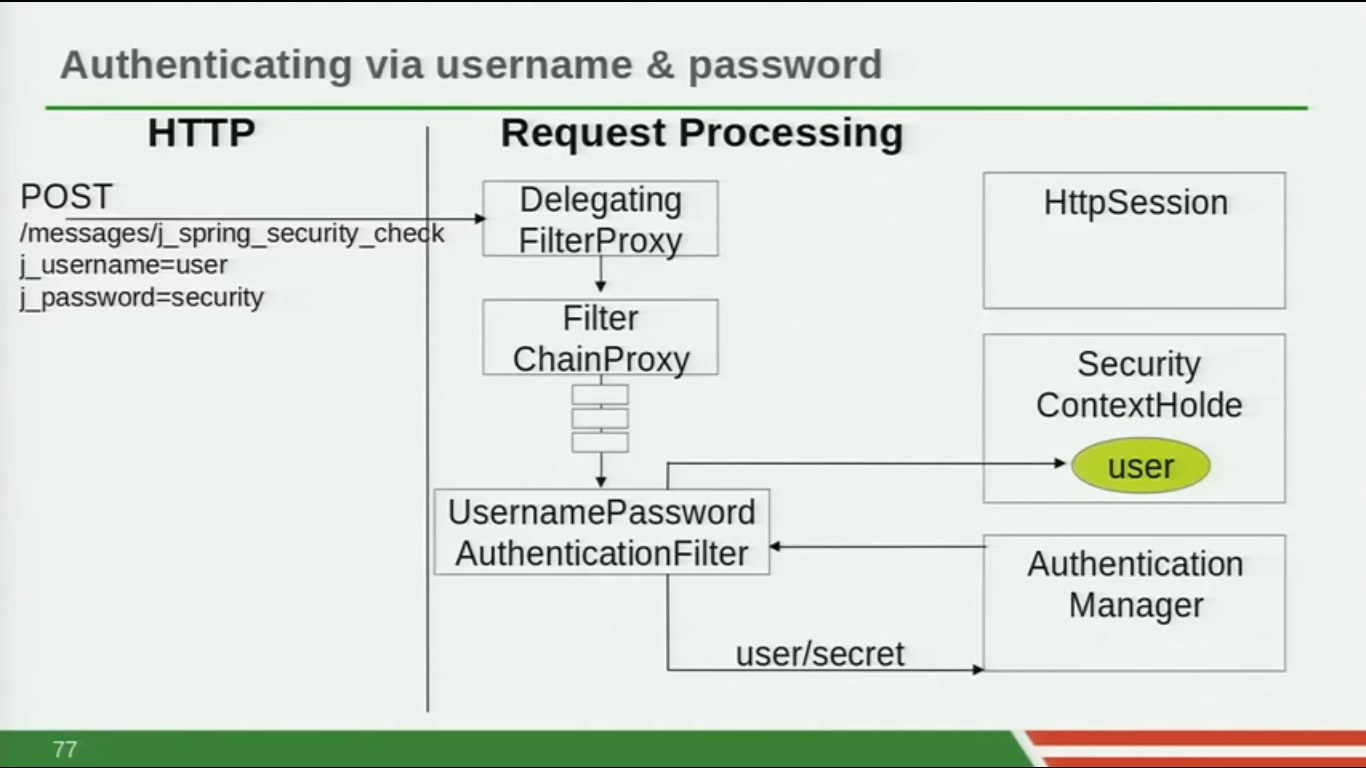 Authenticating via username & password
HTTP
Request Processing
POST
/messages/j_spring_security_check
j_username=user
j_password=security
Delegating
FilterProxy
Filter
ChainProxy
UsernamePassword
AuthenticationFilter
user/secret
HttpSession
Security
ContextHolde
user
Authentication
Manager
77